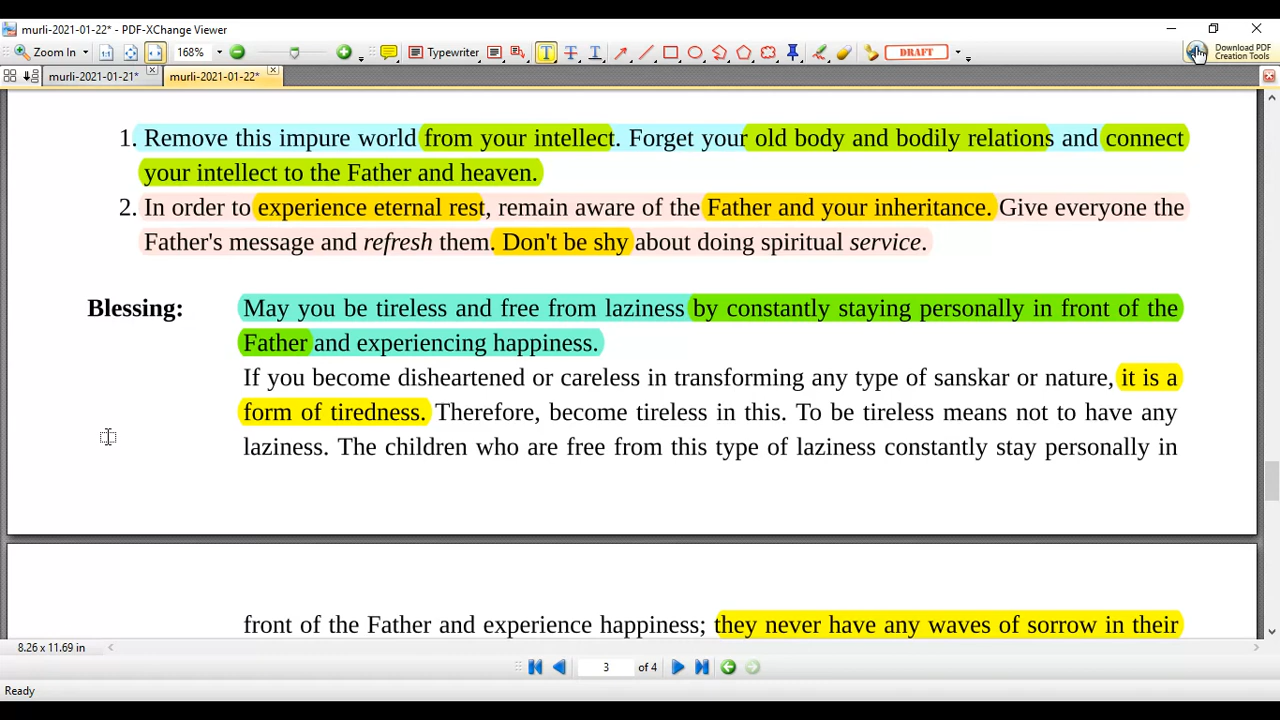 murli-2021-01-22* - PDF-XChange Viewer
Zoom In 168% Typewriter DRAFT Download PDF
Creation Tools
murli-2021-01-21* murli-2021-01-22*
1. Remove this impure world from your intellect. Forget your old body and bodily relations and connect
your intellect to the Father and heaven.
2. In order to experience eternal rest, remain aware of the Father and your inheritance. Give everyone the
Father's message and refresh them. Don't be shy about doing spiritual service.
Blessing: May you be tireless and free from laziness by constantly staying personally in front of the
Father and experiencing happiness.
If you become disheartened or careless in transforming any type of sanskar or nature, it is a
form of tiredness. Therefore, become tireless in this. To be tireless means not to have any
laziness. The children who are free from this type of laziness constantly stay personally in
front of the Father and experience happiness; they never have any waves of sorrow in their
8.26 x 11.69 in
3 of 4
Ready